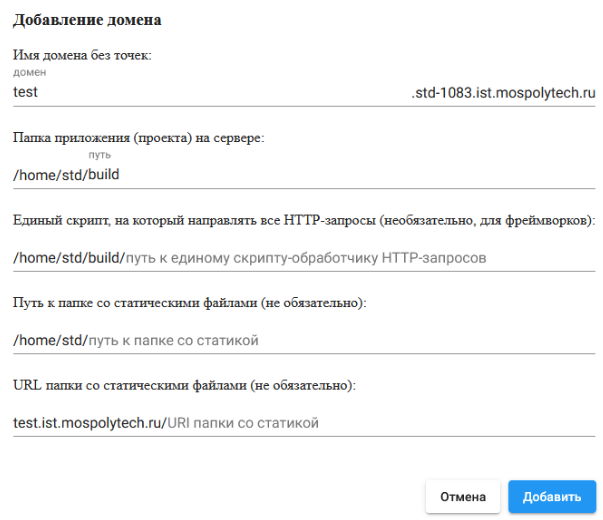 Добавление домена
Имя домена без точек:
домен
test .std-1083.ist.mospolytech.ru
Папка приложения (проекта) на сервере:
путь
/home/std/build
Единый скрипт, на который направлять все HTTP-запросы (необязательно, для фреймворков):
/home/std/build/путь к единому скрипту-обработчику HTTP-запросов
Путь к папке со статическими файлами (не обязательно):
/home/std/путь к папке со статикой
URL папки со статическими файлами (не обязательно):
test.ist.mospolytech.ru/URI папки со статикой
Отмена Добавить